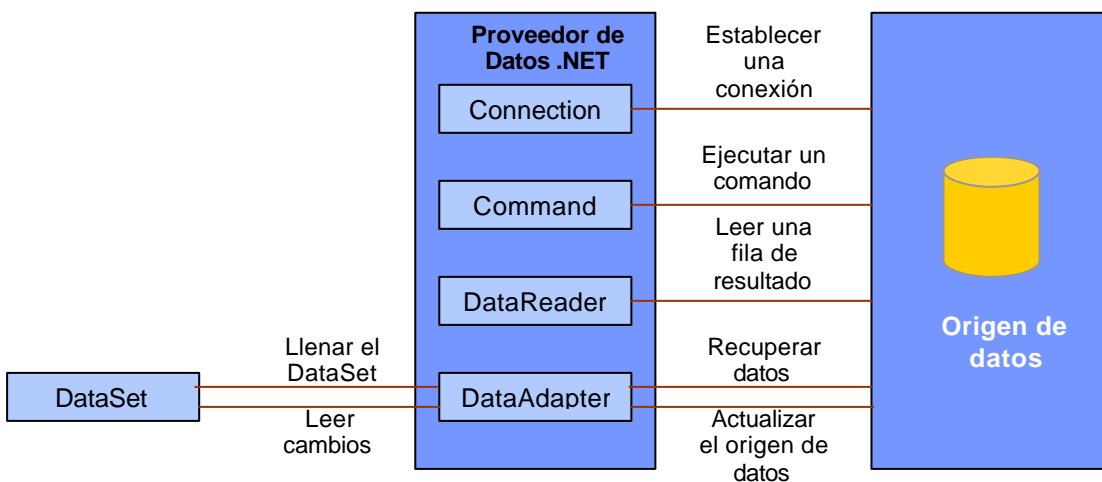 Proveedor de
Datos .NET
Establecer
una
conexión
Connection
Ejecutar un
comando
Command
Leer una
fila de
resultado
DataReader
Origen de
datos
Llenar el
DataSet
Recuperar
datos
DataSet
DataAdapter
Leer
cambios
Actualizar
el origen de
datos